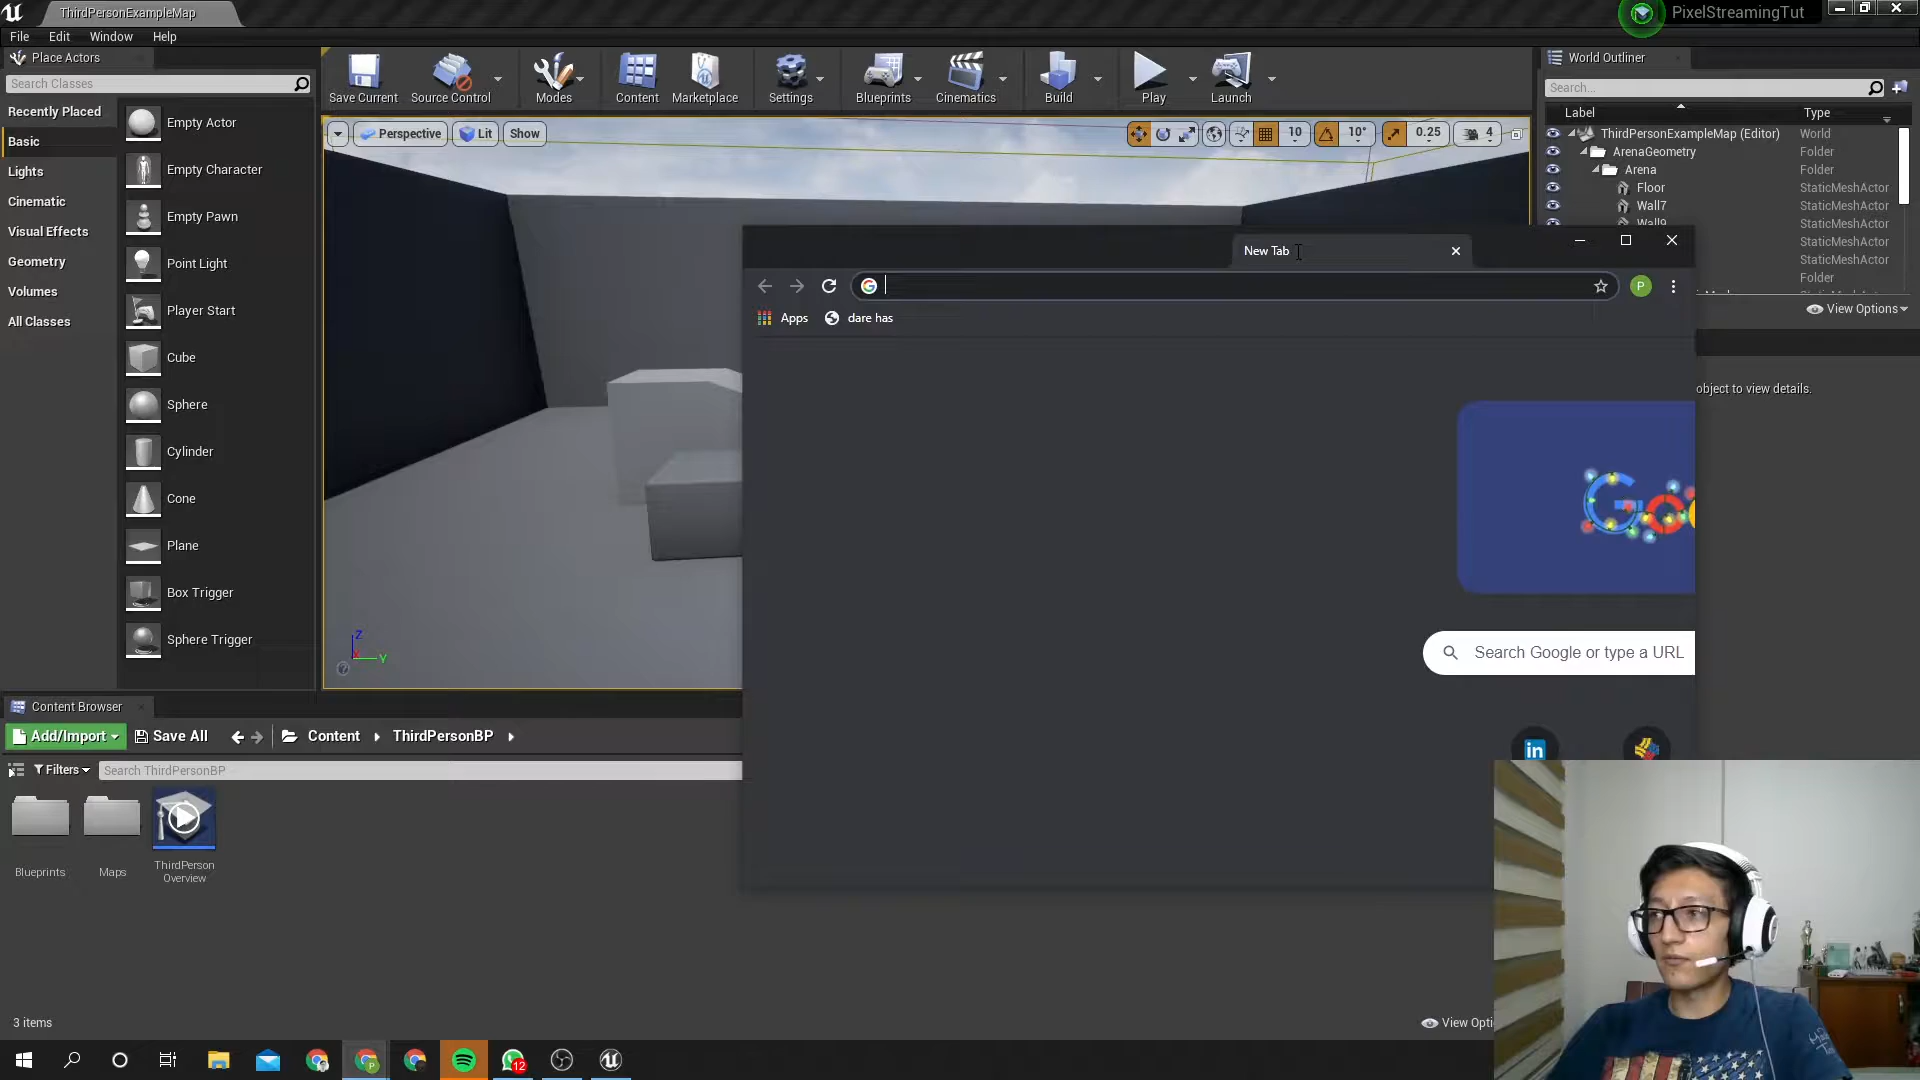 ThirdPersonExampleMap
PixelStreamingTut
File Edit Window Help
Place Actors
Search Classes
Recently Placed
Basic
Lights
Cinematic
Visual Effects
Geometry
Volumes
All Classes
Empty Actor
Empty Character
Empty Pawn
Point Light
Player Start
Cube
Sphere
Cylinder
Cone
Plane
Box Trigger
Sphere Trigger
Save Current Source Control Modes Content Marketplace Settings Blueprints Cinematics Build Play Launch
Perspective Lit Show
10 10° 0.25 4
Z
Y
World Outliner
Search...
Label Type
ThirdPersonExampleMap (Editor) World
ArenaGeometry Folder
Arena Folder
Floor StaticMeshActor
Wall7 StaticMeshActor
Wall9 StaticMeshActor
StaticMeshActor
StaticMeshActor
Folder
View Options
object to view details.
New Tab
P
Apps dare has
Search Google or type a URL
in
Content Browser
Add/Import Save All Content ThirdPersonBP
Filters Search ThirdPersonBP
Blueprints
Maps
ThirdPerson
Overview
3 items
View Opti
12